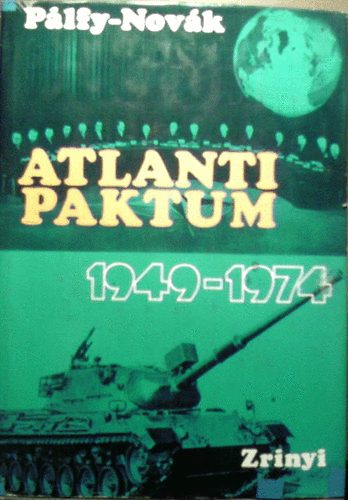 Pálfy-Novák
ATLANTI
PAKTUM
1949-1974
Zrínyi